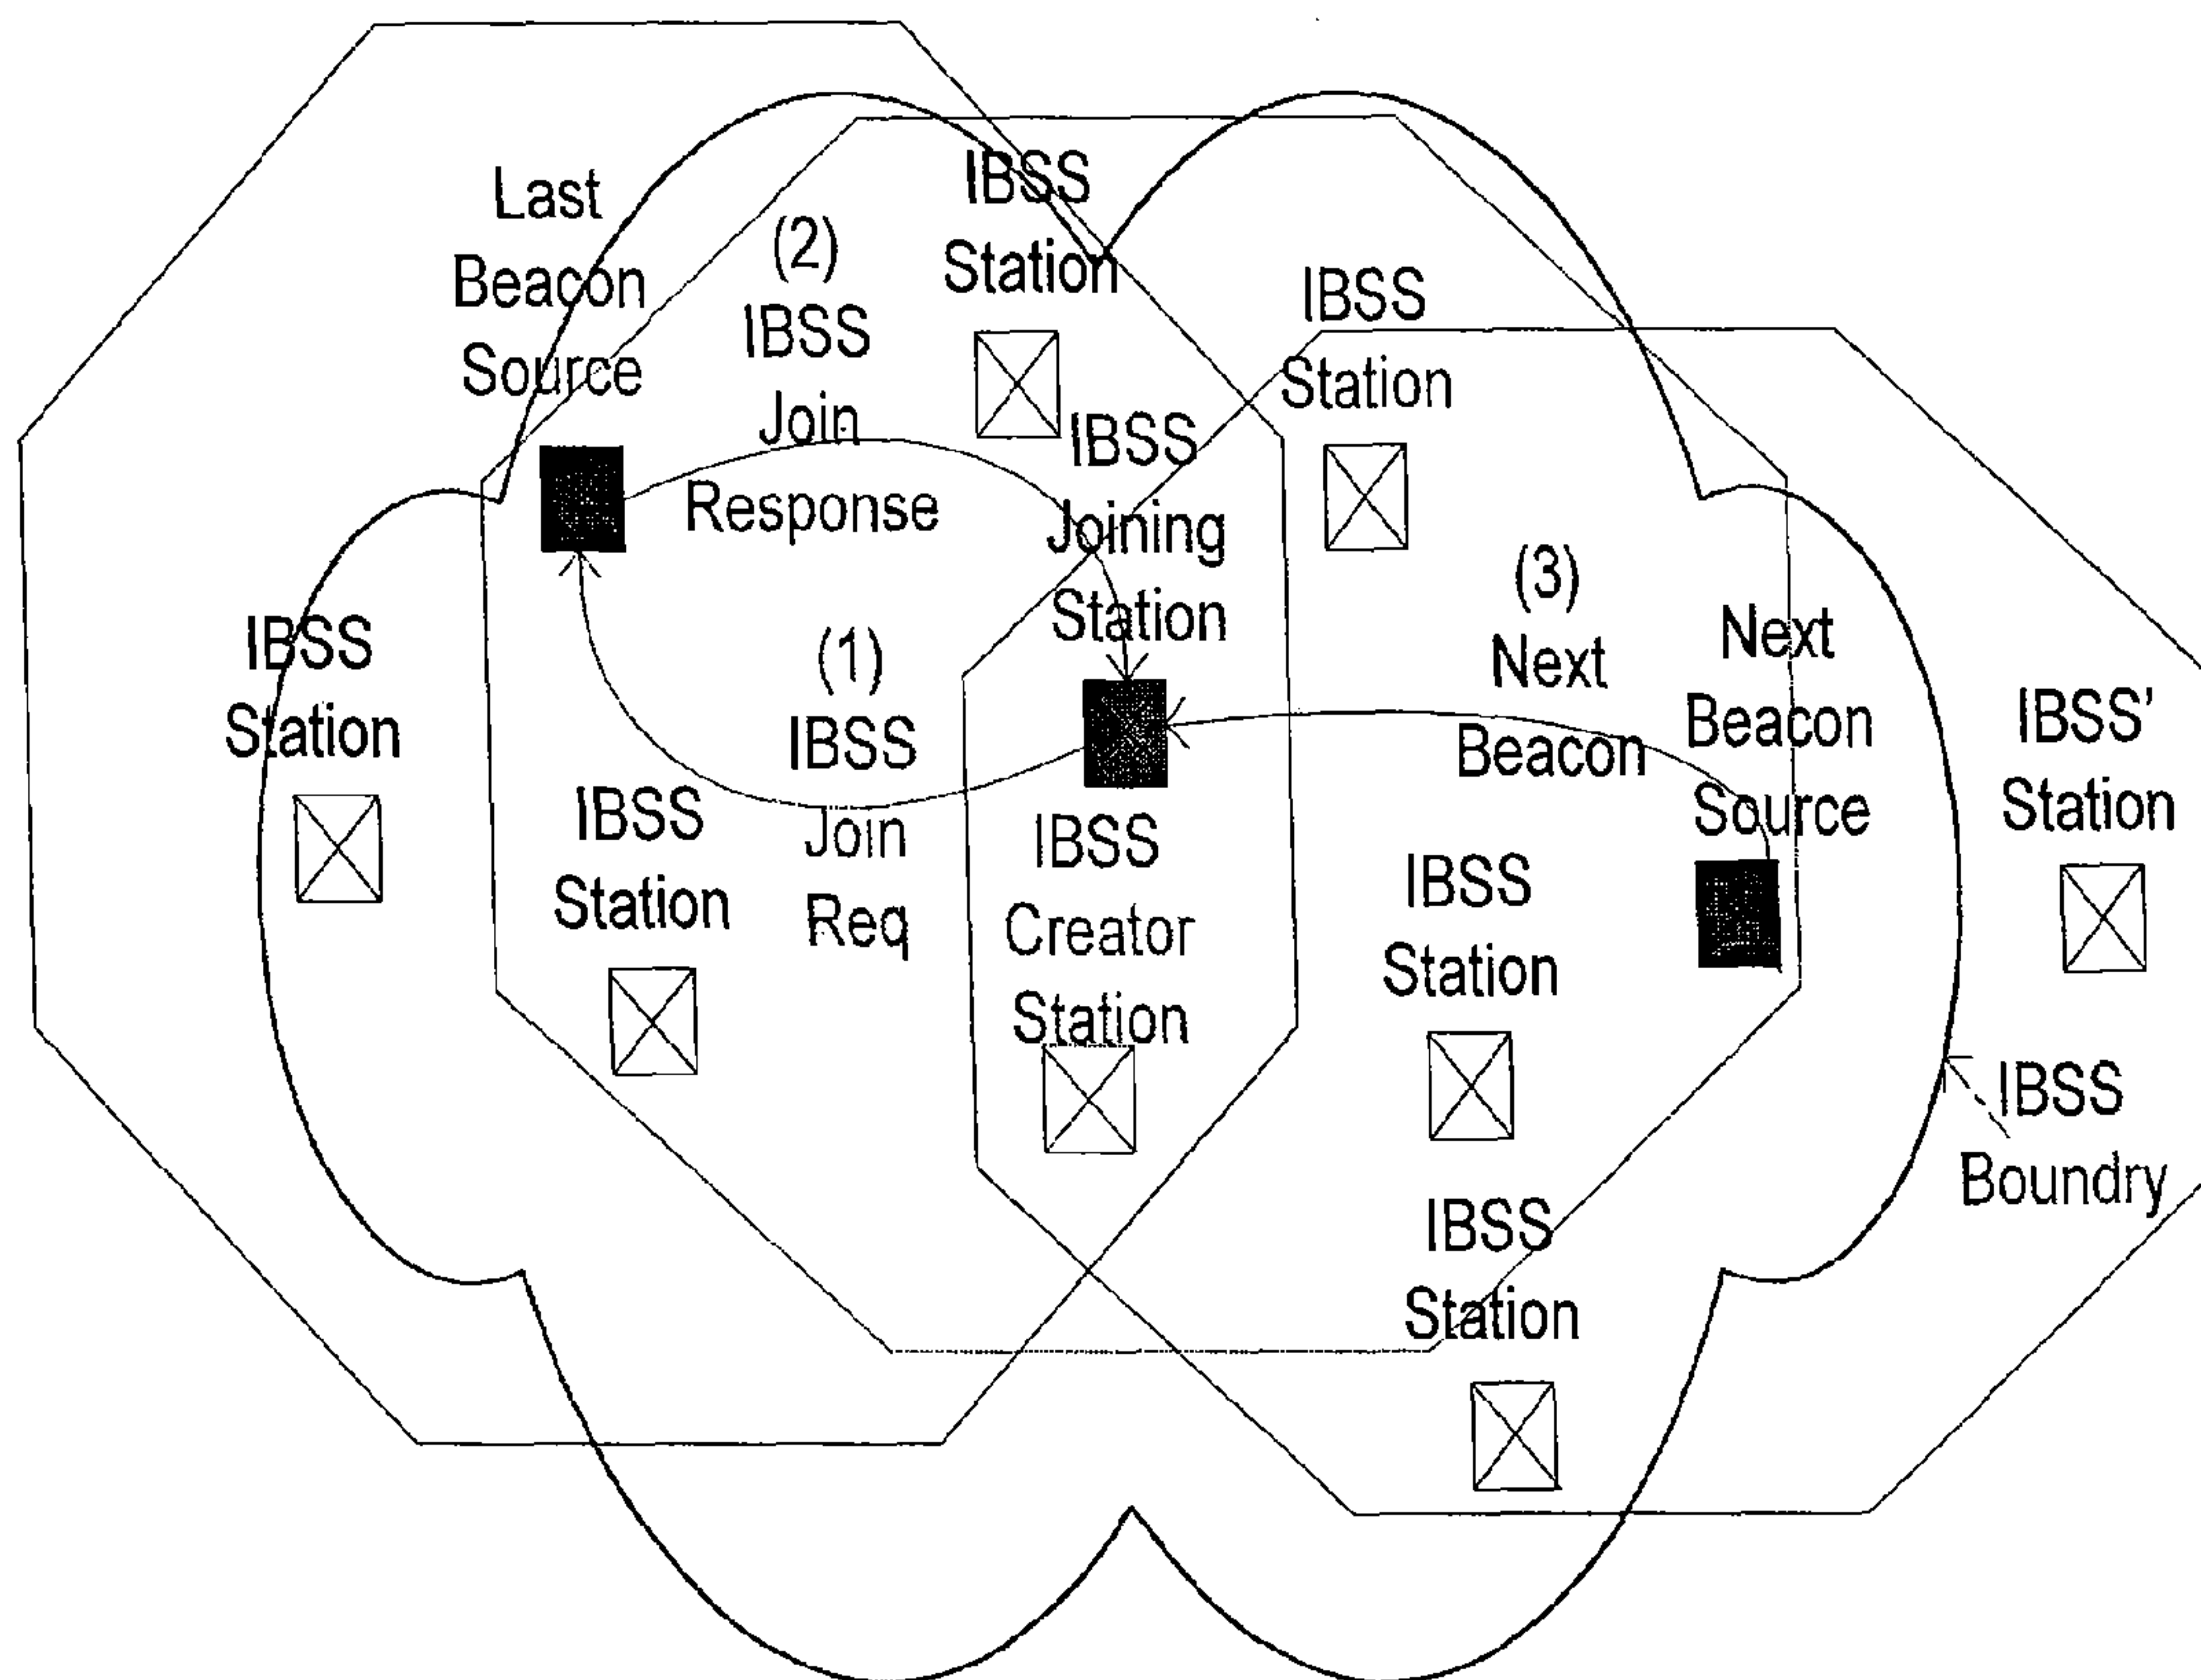 Last
Beacon
Source
(2)
IBSS
Join
Response
IBSS
Station
IBSS
Station
IBSS
Joining
Station
(1)
IBSS
Join
Req
(3)
Next
Beacon
Next
Beacon
Source
IBSS
Station
IBSS
Station
IBSS
Creator
Station
IBSS
Station
IBSS'
Station
IBSS
Boundry
IBSS
Station